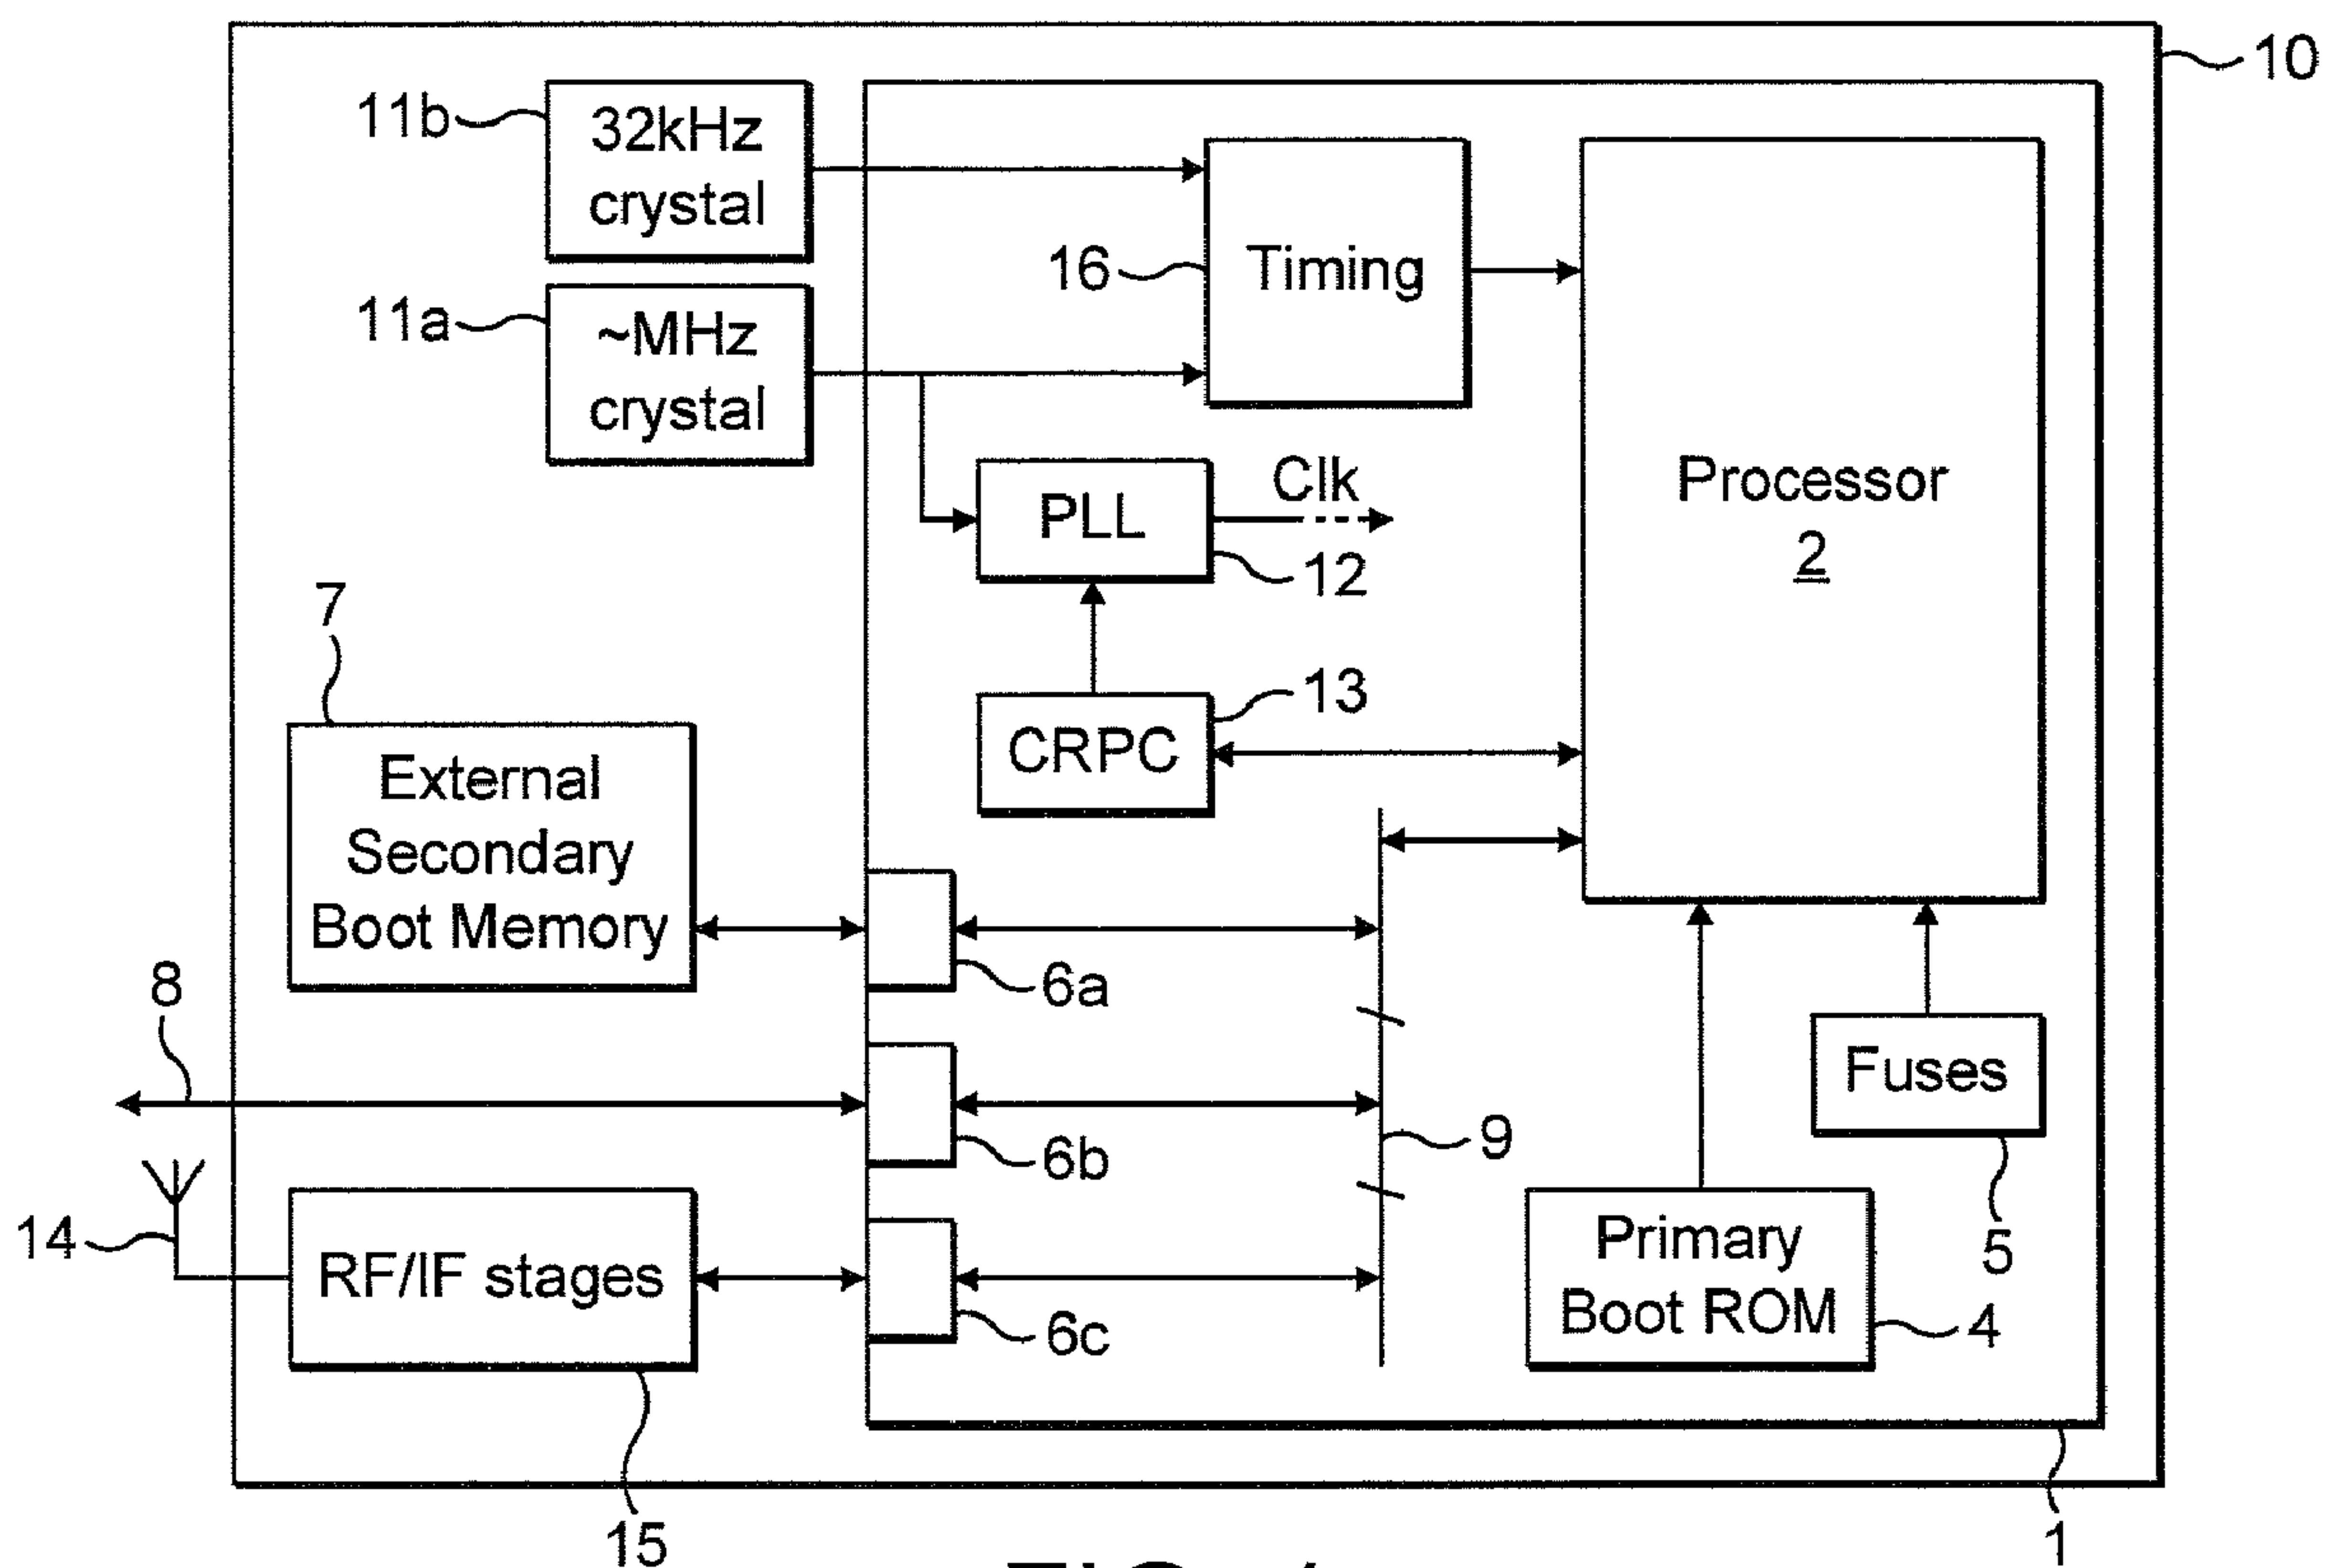 10
11b
32kHz
crystal
11a
~MHz
crystal
16
Timing
Processor
2
PLL
Clk
12
CRPC
13
7
External
Secondary
Boot Memory
6a
8
6b
9
Fuses
5
14
RF/IF stages
6c
Primary
Boot ROM
4
15
1